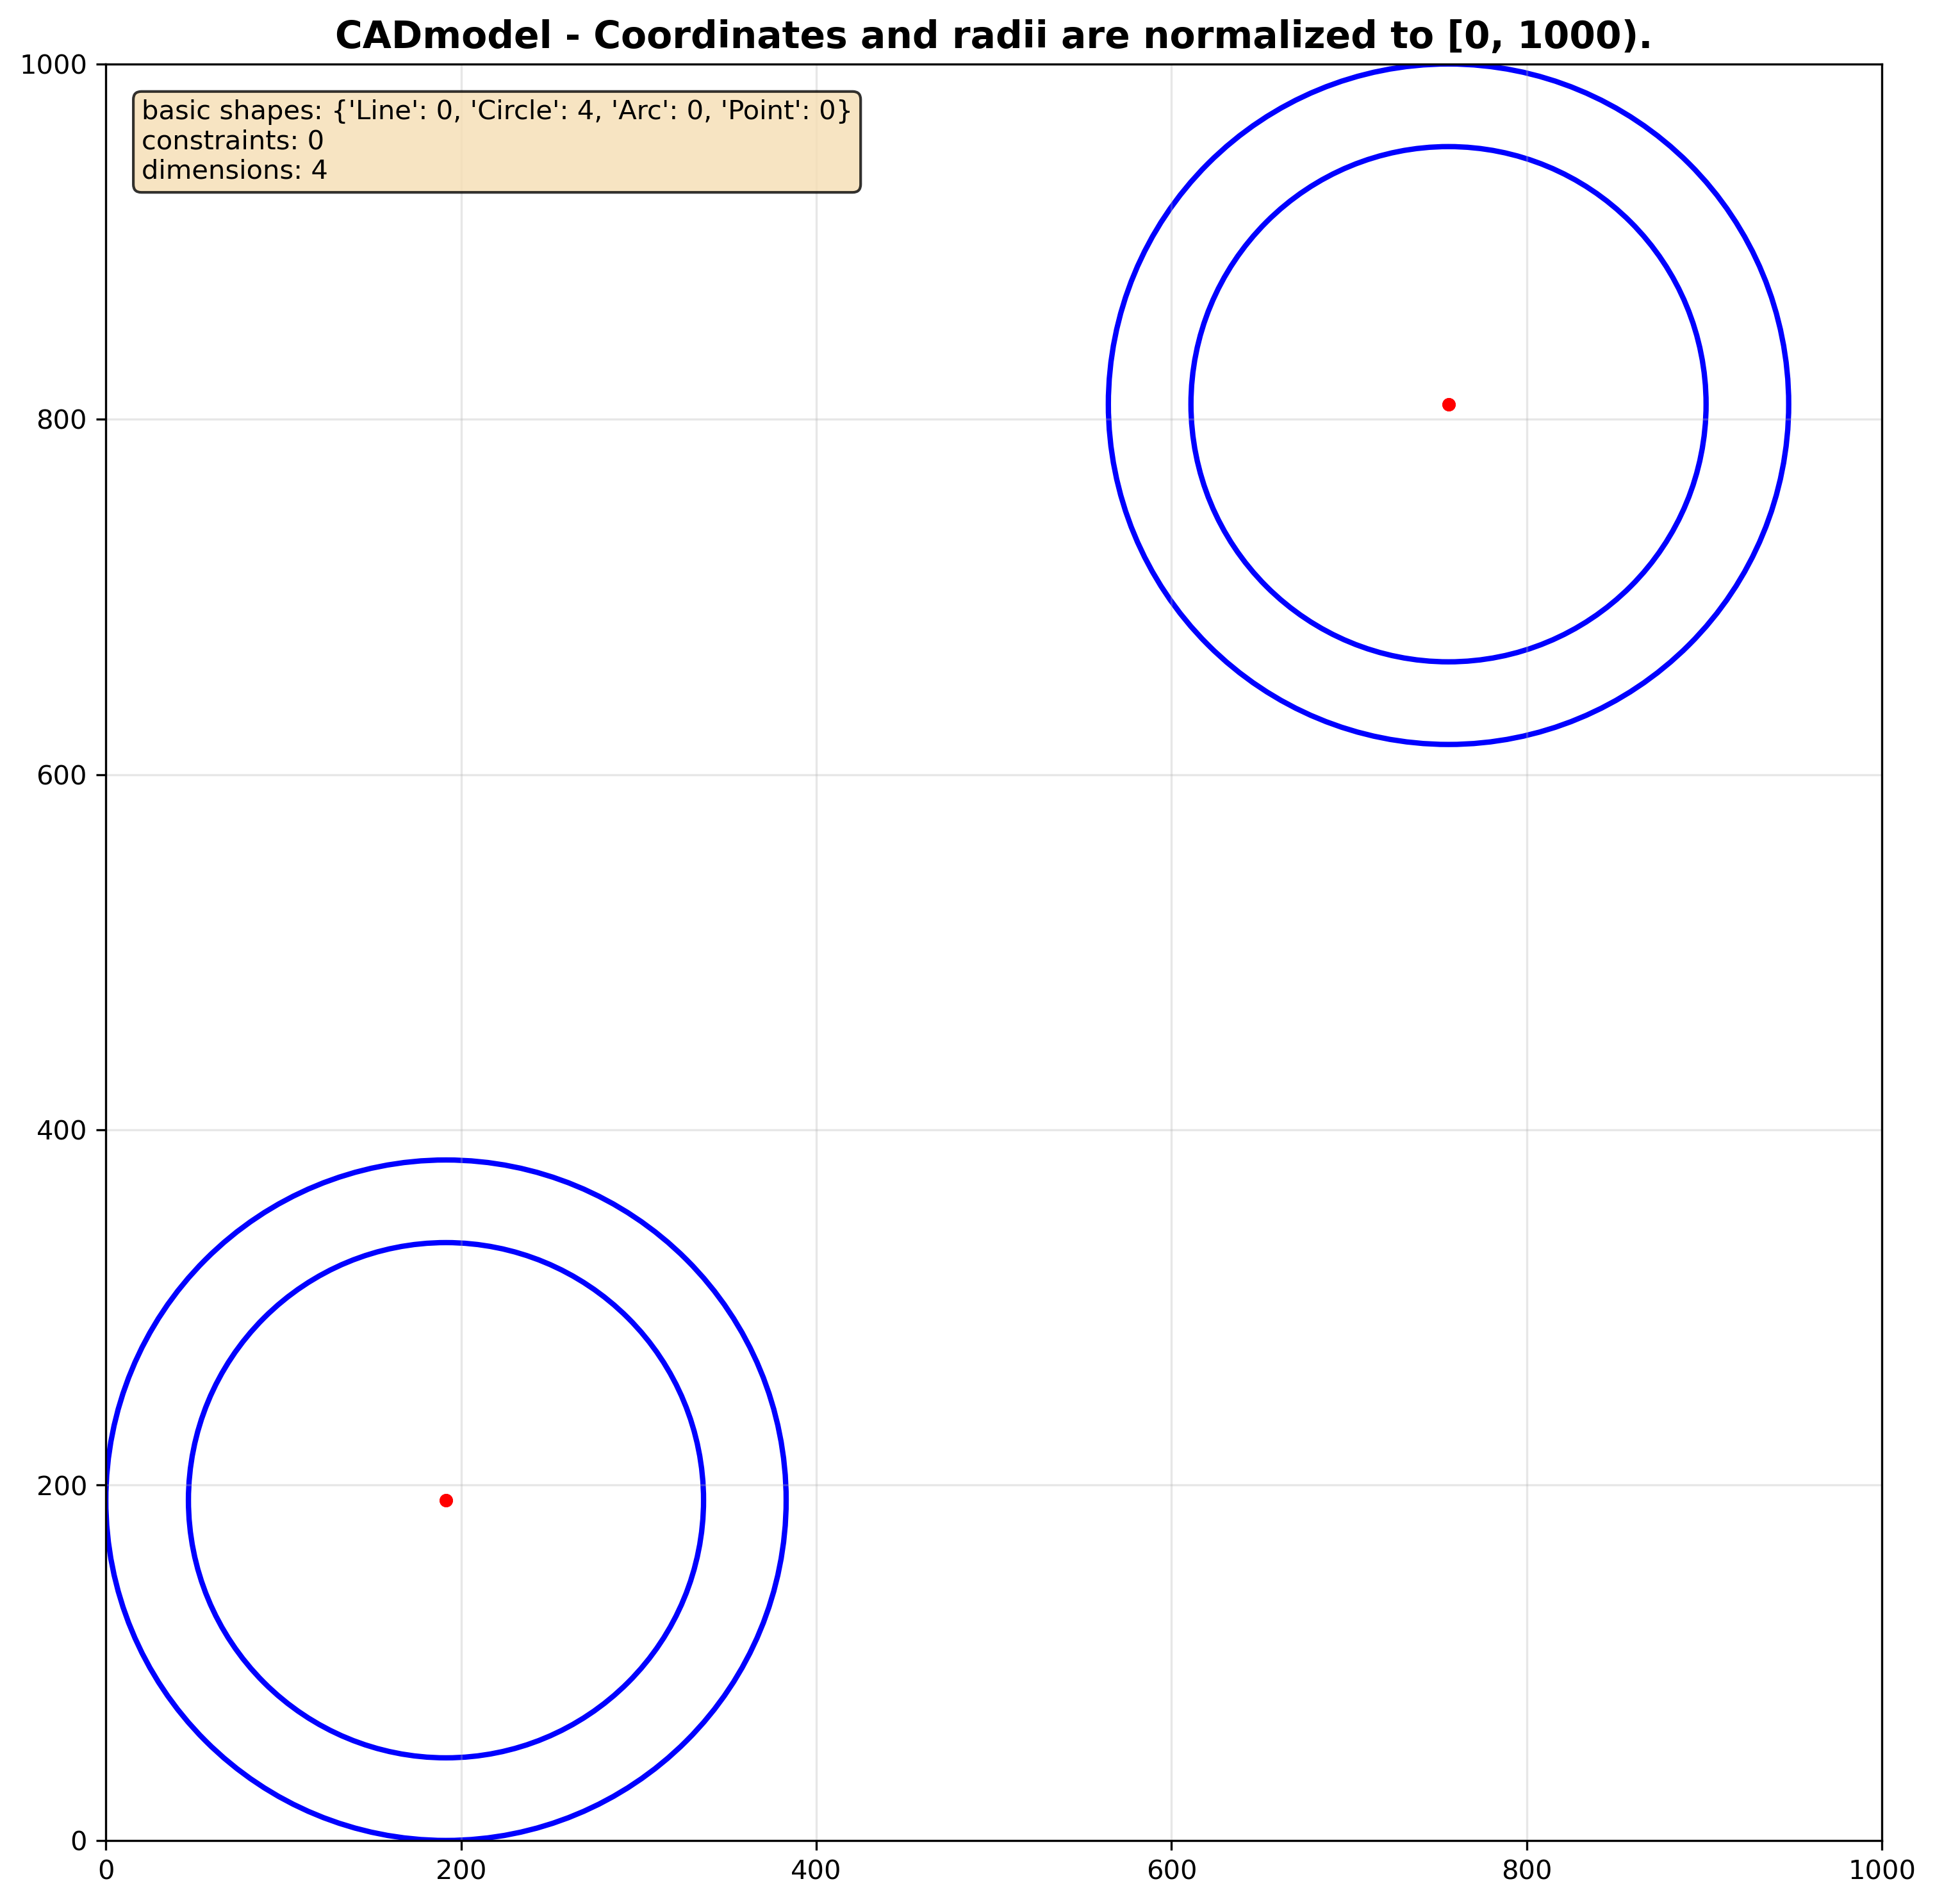 CADmodel - Coordinates and radii are normalized to [0, 1000).
basic shapes: {'Line': 0, 'Circle': 4, 'Arc': 0, 'Point': 0}
constraints: 0
dimensions: 4
1000
800
600
400
200
0
0 200 400 600 800 1000